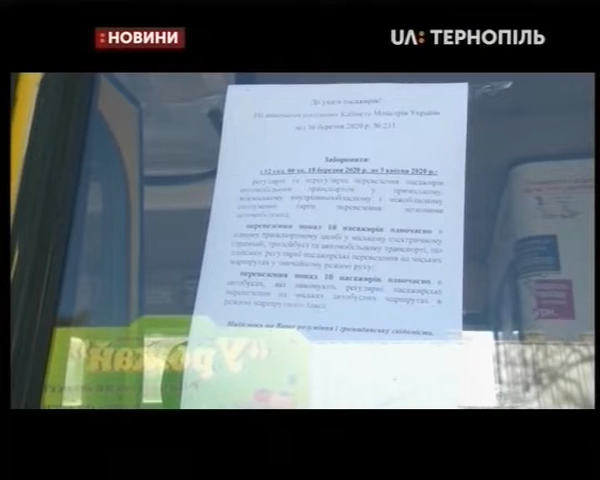 :НОВИНИ
UA: ТЕРНОПІЛЬ
До уваги пасажирів!
На виконання постанови Кабінету Міністрів України
від 16 березня 2020 р. № 215
Заборонити:
з 12 год. 00 хв. 18 березня 2020 р. до 3 квітня 2020 р.:
регулярні та нерегулярні перевезення пасажирів
автомобільним транспортом у приміському,
міжміському внутрішньообласному і міжобласному
сполученні
перевезення понад 10 пасажирів одночасно в
одному транспортному засобі у міському електричному
(трамвай, тролейбус) та автомобільному транспорті, що
здійснює регулярні пасажирські перевезення на міських
маршрутах у звичайному режимі руху;
перевезення понад 10 пасажирів одночасно в
автобусах, які виконують регулярні пасажирські
перевезення на міських автобусних маршрутах в
режимі маршрутного таксі.
Надіємось на Ваше розуміння і громадянську свідомість.
"Урожай"
грн.